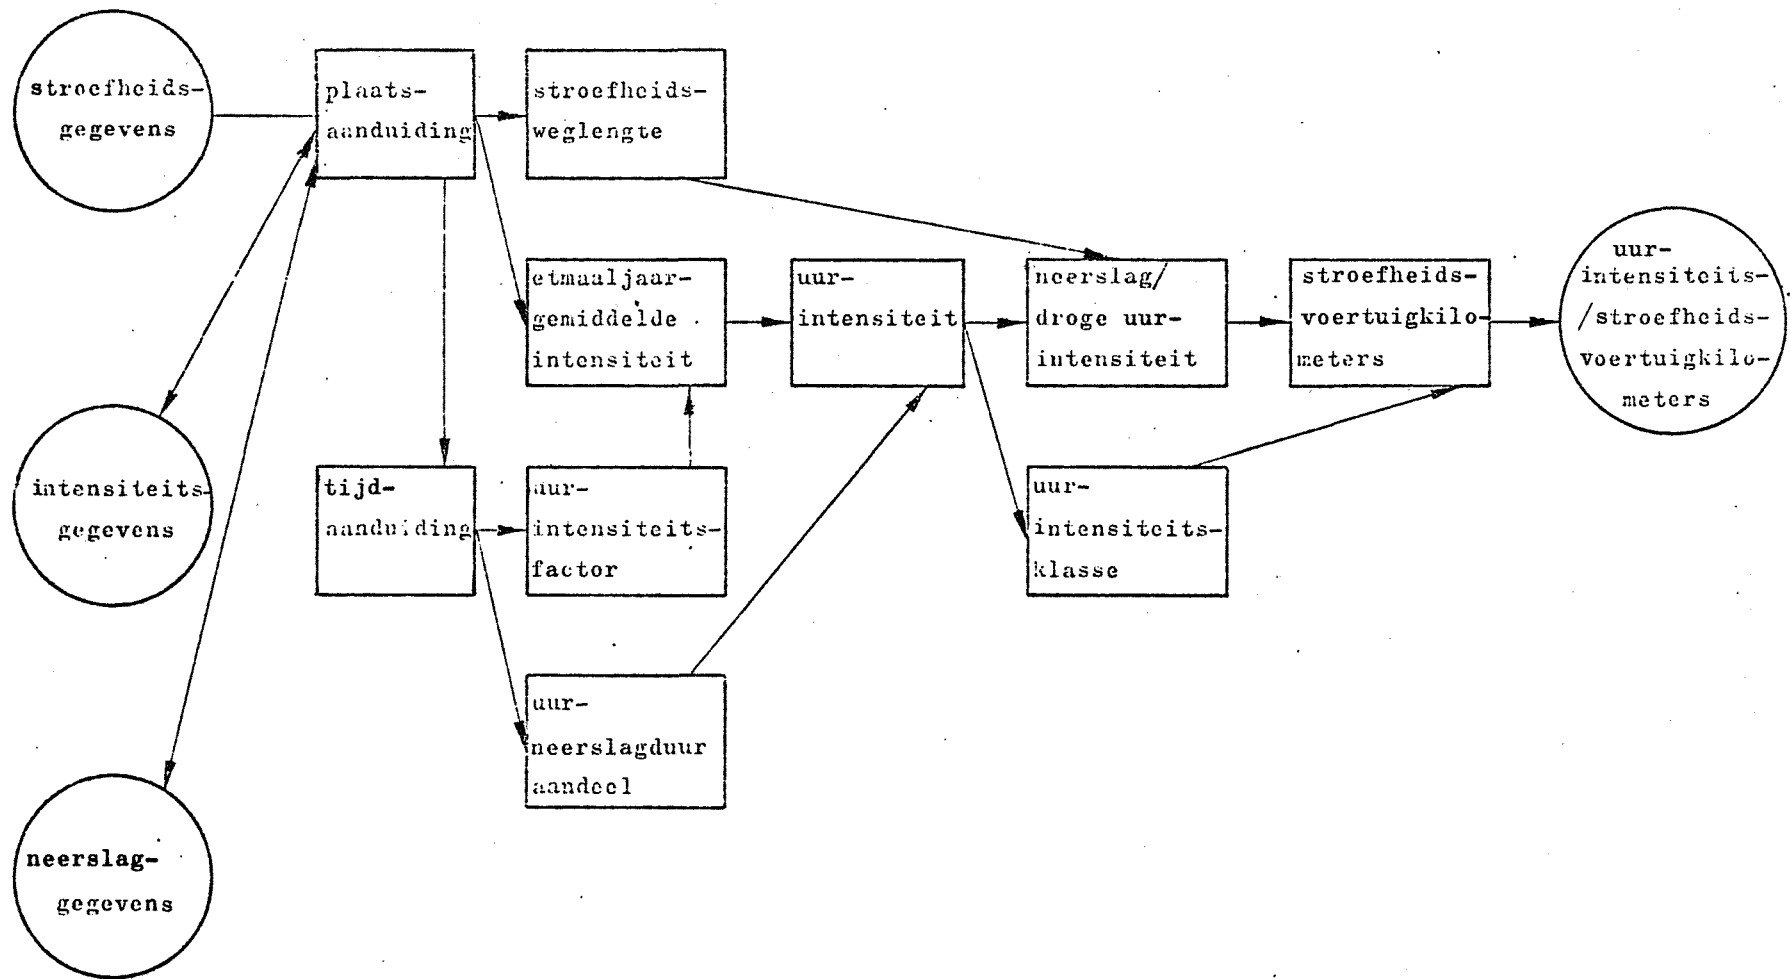 stroefheids-
gegevens
plaats-
aanduiding
stroefheids-
weglengte
etmaaljaar-
gemiddelde
intensiteit
uur-
intensiteit
neerslag/
droge uur-
intensiteit
stroefheids-
voertuigkilo-
meters
uur-
intensiteits-
/stroefheids-
voertuigkilo-
meters
intensiteits-
gegevens
tijd-
aanduiding
uur-
intensiteits-
factor
uur-
intensiteits-
klasse
uur-
neerslagduur
aandeel
neerslag-
gegevens